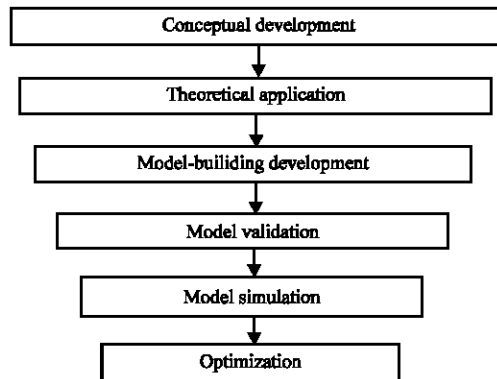 Conceptual development
Theoretical application
Model-builiding development
Model validation
Model simulation
Optimization